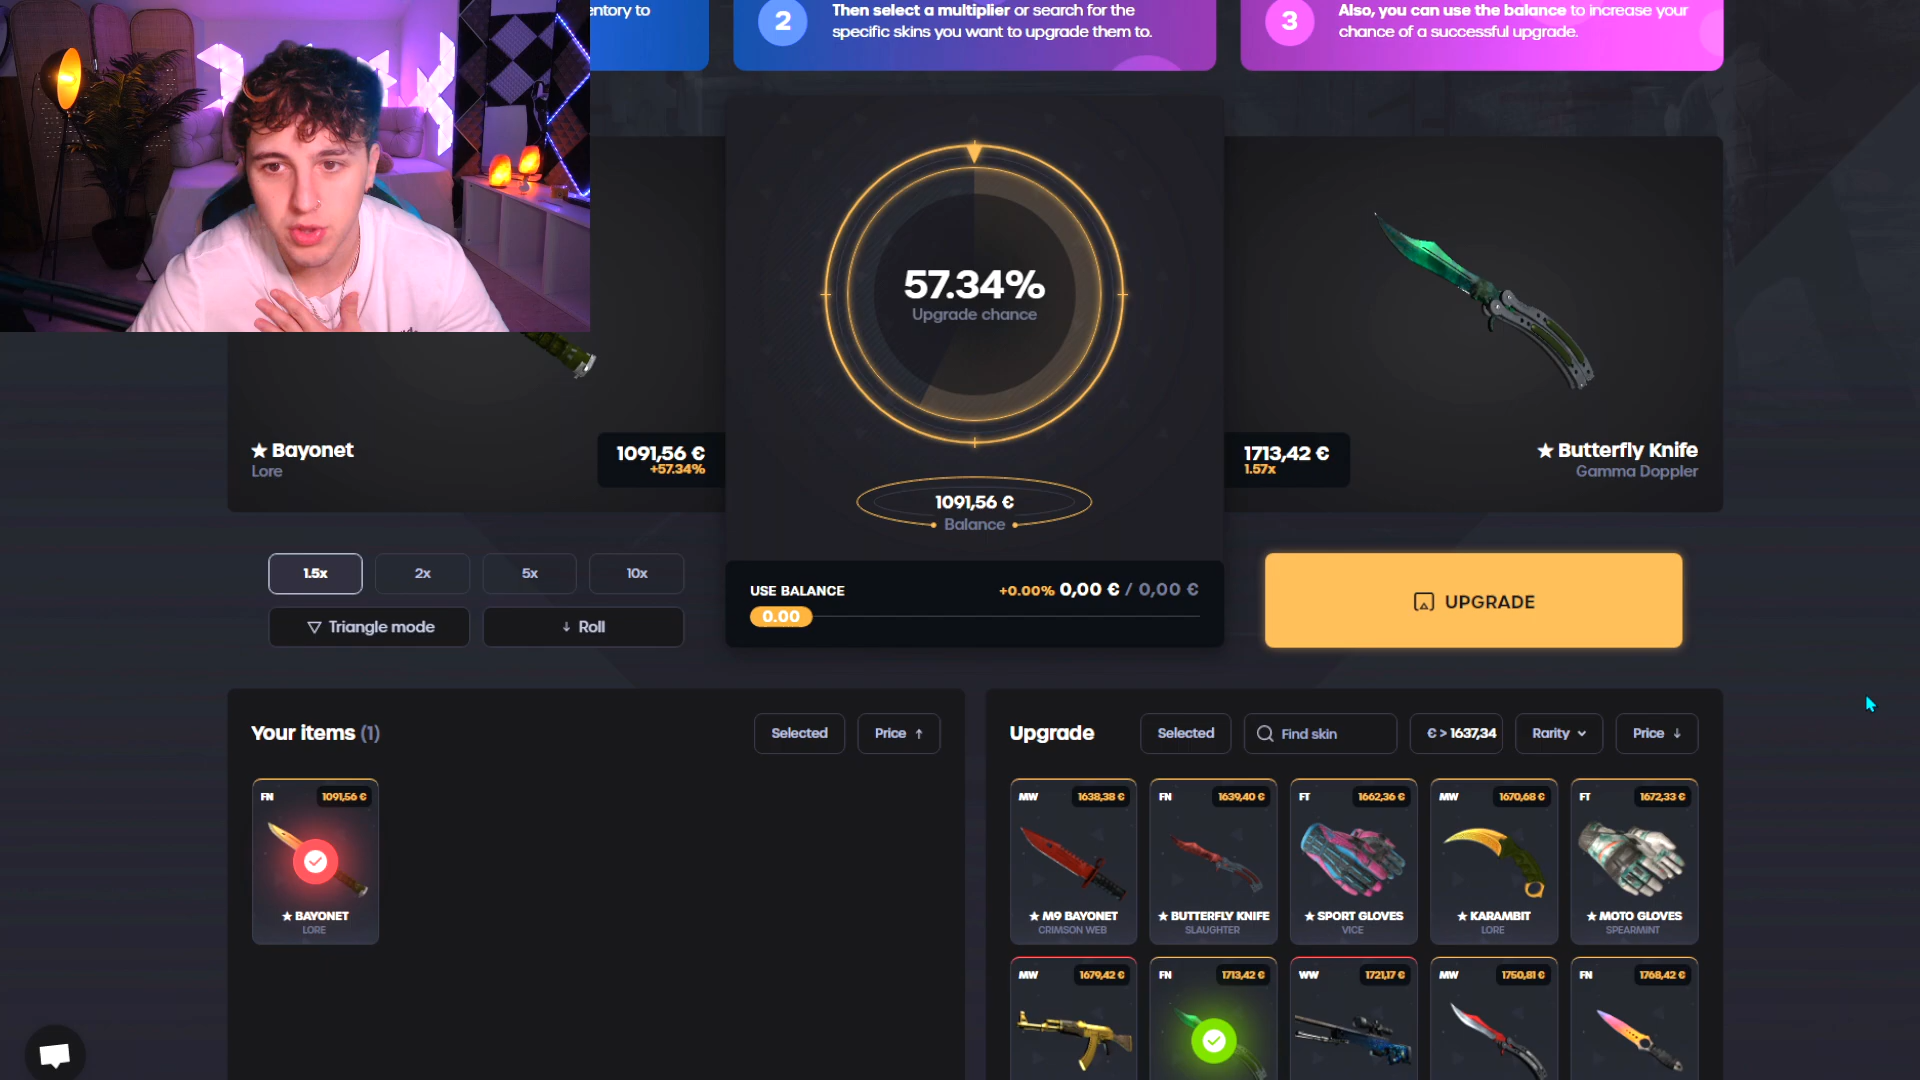 entory to
2
Then select a multiplier or search for the
specific skins you want to upgrade them to.
3
Also, you can use the balance to increase your
chance of a successful upgrade.
57.34%
Upgrade chance
★ Bayonet
Lore
1091,56 €
+57.34%
1713,42 €
1.57x
★ Butterfly Knife
Gamma Doppler
1091,56 €
Balance
1.5x
2x
5x
10x
Triangle mode
Roll
USE BALANCE
+0.00% 0,00 € / 0,00 €
0.00
UPGRADE
Your items (1)
Selected
Price ↑
FN
1091,56 €
★ BAYONET
LORE
Upgrade
Selected
Find skin
€ > 1637,34
Rarity
Price ↓
MW
1638,38 €
★ M9 BAYONET
CRIMSON WEB
FN
1639,40 €
★ BUTTERFLY KNIFE
SLAUGHTER
FT
1662,36 €
★ SPORT GLOVES
VICE
MW
1670,68 €
★ KARAMBIT
LORE
FT
1672,33 €
★ MOTO GLOVES
SPEARMINT
MW
1679,42 €
FN
1713,42 €
WW
1721,17 €
MW
1750,81 €
FN
1768,42 €